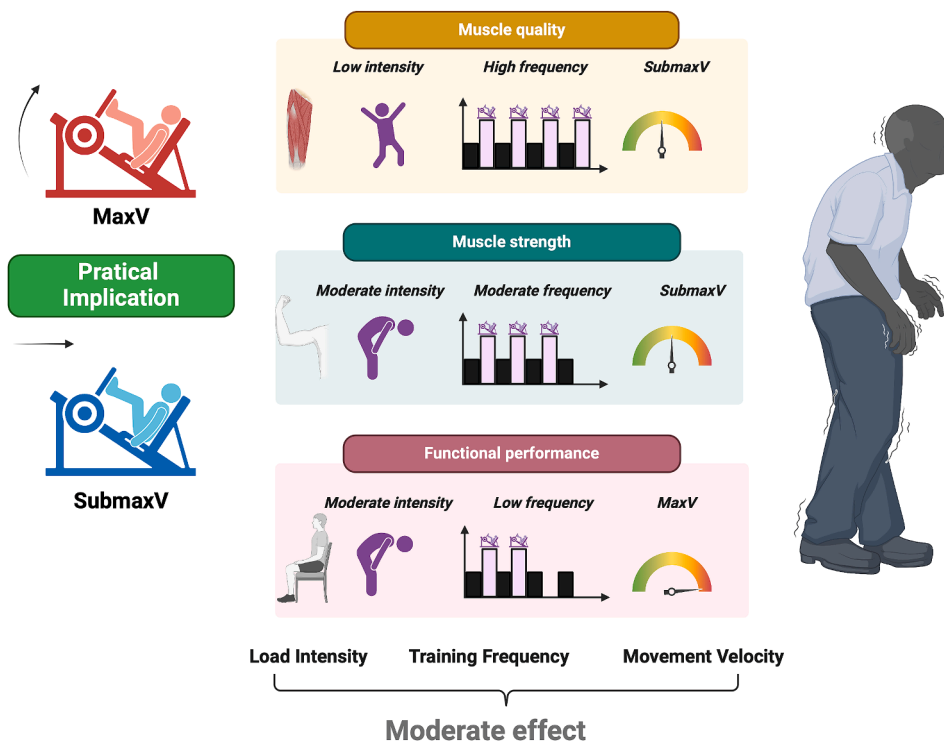 Muscle quality
Low intensity
High frequency
SubmaxV
MaxV
Pratical
Implication
SubmaxV
Muscle strength
Moderate intensity
Moderate frequency
SubmaxV
Functional performance
Moderate intensity
Low frequency
MaxV
Load Intensity
Training Frequency
Movement Velocity
Moderate effect